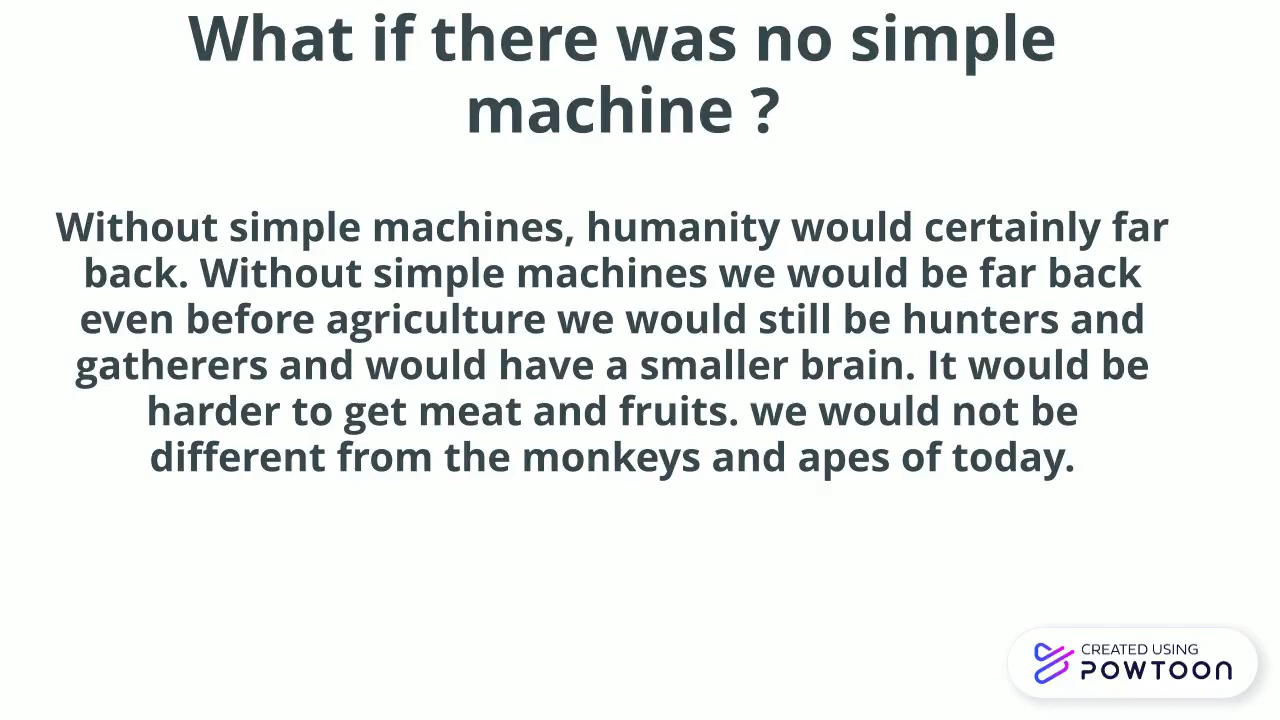 What if there was no simple
machine ?
Without simple machines, humanity would certainly far
back. Without simple machines we would be far back
even before agriculture we would still be hunters and
gatherers and would have a smaller brain. It would be
harder to get meat and fruits. we would not be
different from the monkeys and apes of today.
CREATED USING
POWTOON